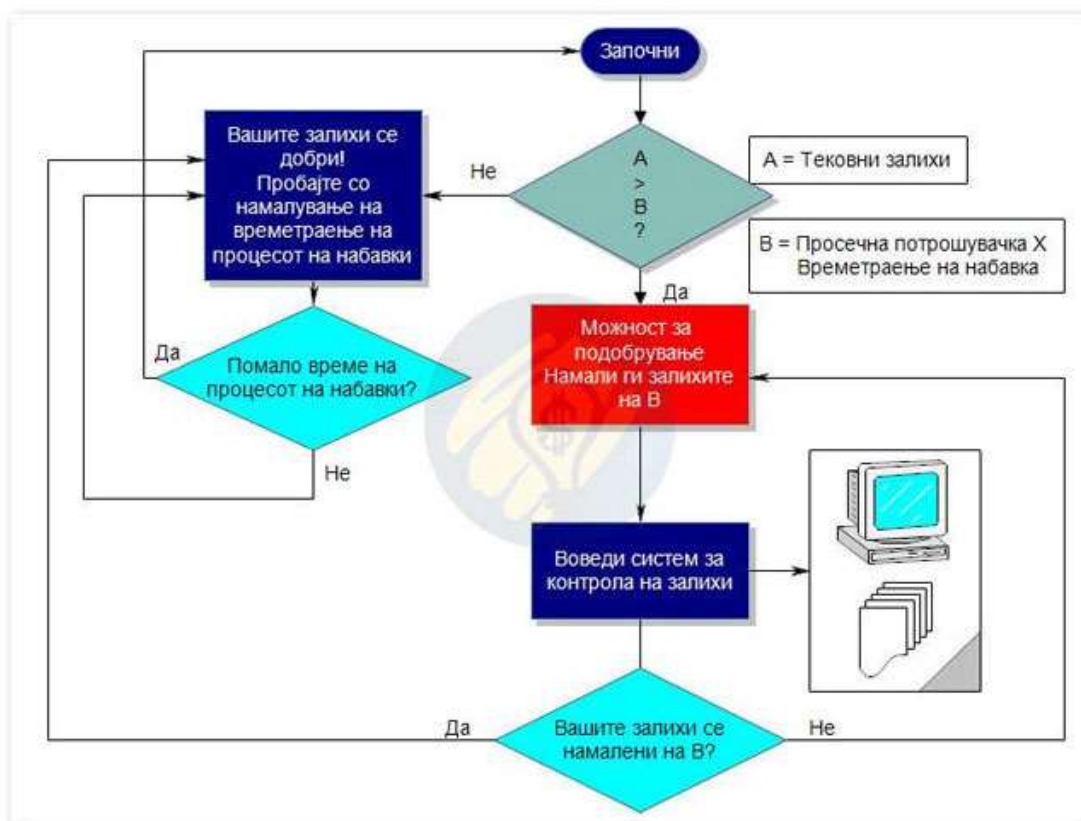 Започни
А
>
В
?
А = Тековни залихи
В = Просечна потрошувачка Х
Времетраење на набавка
Не
Да
Вашите залихи се
добри!
Пробајте со
намалување на
времетраење на
процесот на набавки
Помало време на
процесот на набавки?
Да
Не
Можност за
подобрување
Намали ги залихите
на В
Воведи систем за
контрола на залихи
Вашите залихи се
намалени на В?
Да
Не